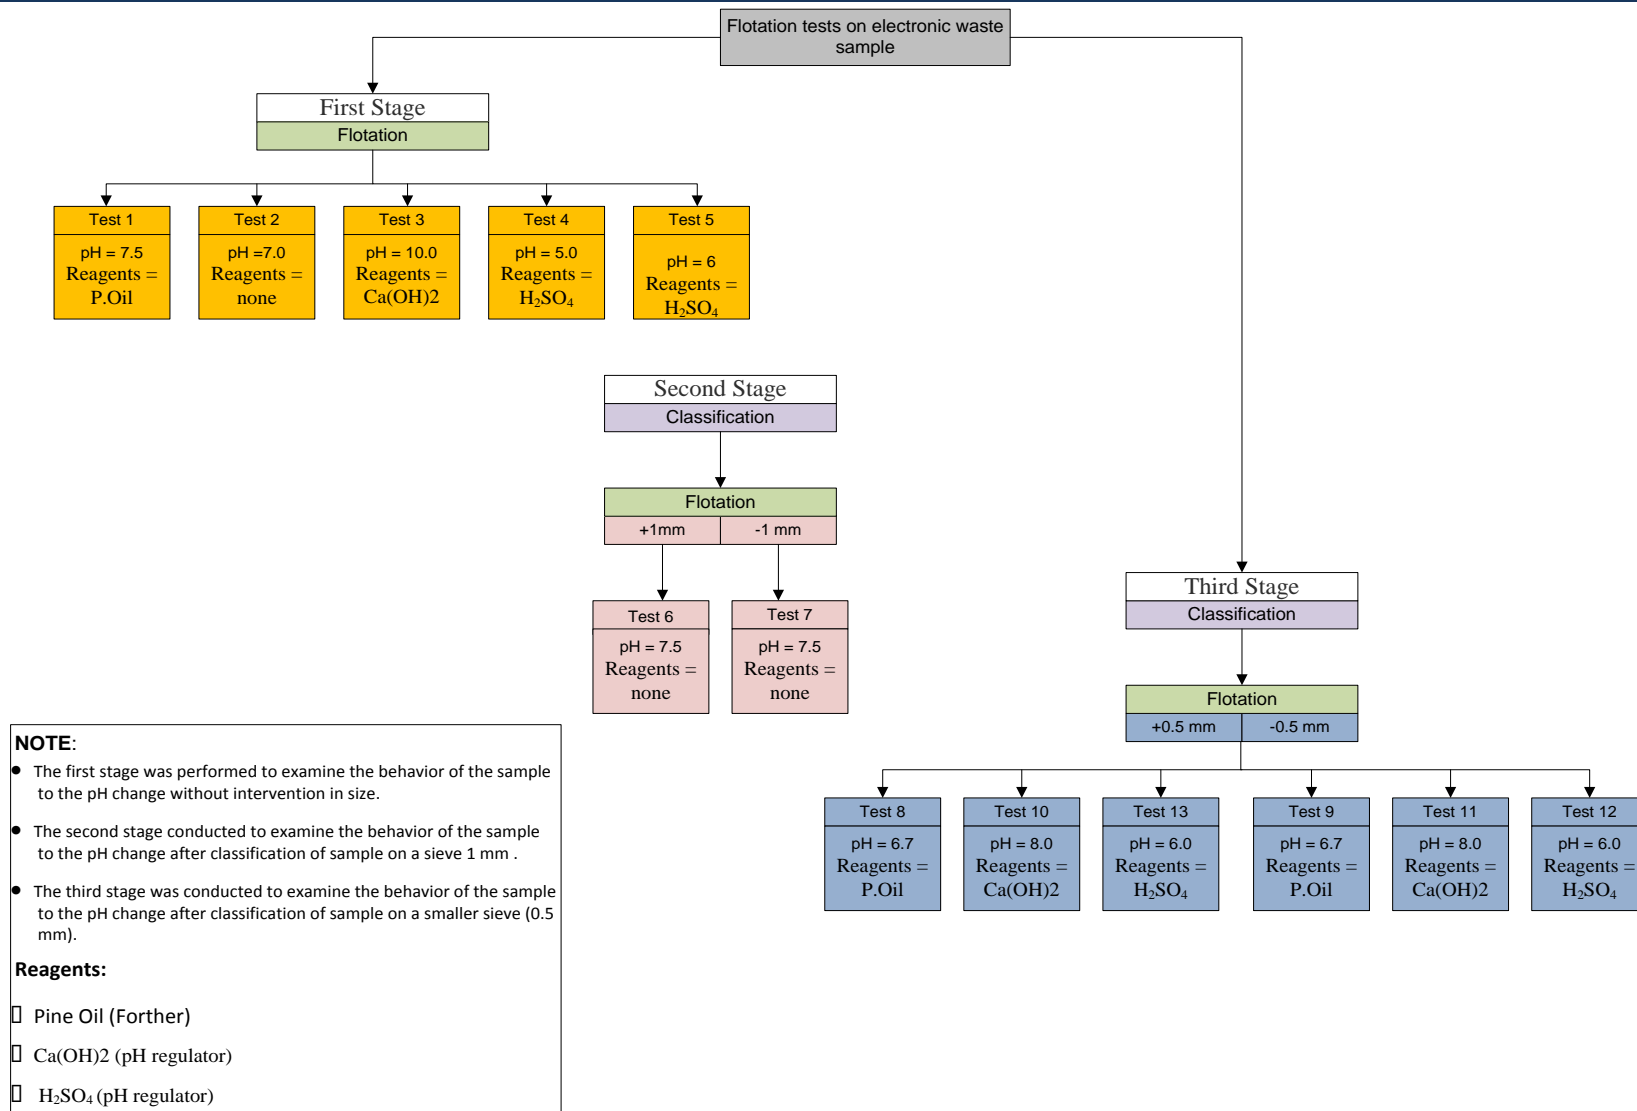 Flotation tests on electronic waste
sample
First Stage
Flotation
Test 1
pH = 7.5
Reagents =
P.Oil
Test 2
pH =7.0
Reagents =
none
Test 3
pH = 10.0
Reagents =
Ca(OH)2
Test 4
pH = 5.0
Reagents =
H₂SO₄
Test 5
pH = 6
Reagents =
H₂SO₄
Second Stage
Classification
Flotation
+1mm
-1 mm
Test 6
pH = 7.5
Reagents =
none
Test 7
pH = 7.5
Reagents =
none
Third Stage
Classification
Flotation
+0.5 mm
-0.5 mm
Test 8
pH = 6.7
Reagents =
P.Oil
Test 10
pH = 8.0
Reagents =
Ca(OH)2
Test 13
pH = 6.0
Reagents =
H₂SO₄
Test 9
pH = 6.7
Reagents =
P.Oil
Test 11
pH = 8.0
Reagents =
Ca(OH)2
Test 12
pH = 6.0
Reagents =
H₂SO₄
NOTE:
• The first stage was performed to examine the behavior of the sample
to the pH change without intervention in size.
• The second stage conducted to examine the behavior of the sample
to the pH change after classification of sample on a sieve 1 mm .
• The third stage was conducted to examine the behavior of the sample
to the pH change after classification of sample on a smaller sieve (0.5
mm).
Reagents:
Pine Oil (Forther)
Ca(OH)2 (pH regulator)
H₂SO₄ (pH regulator)